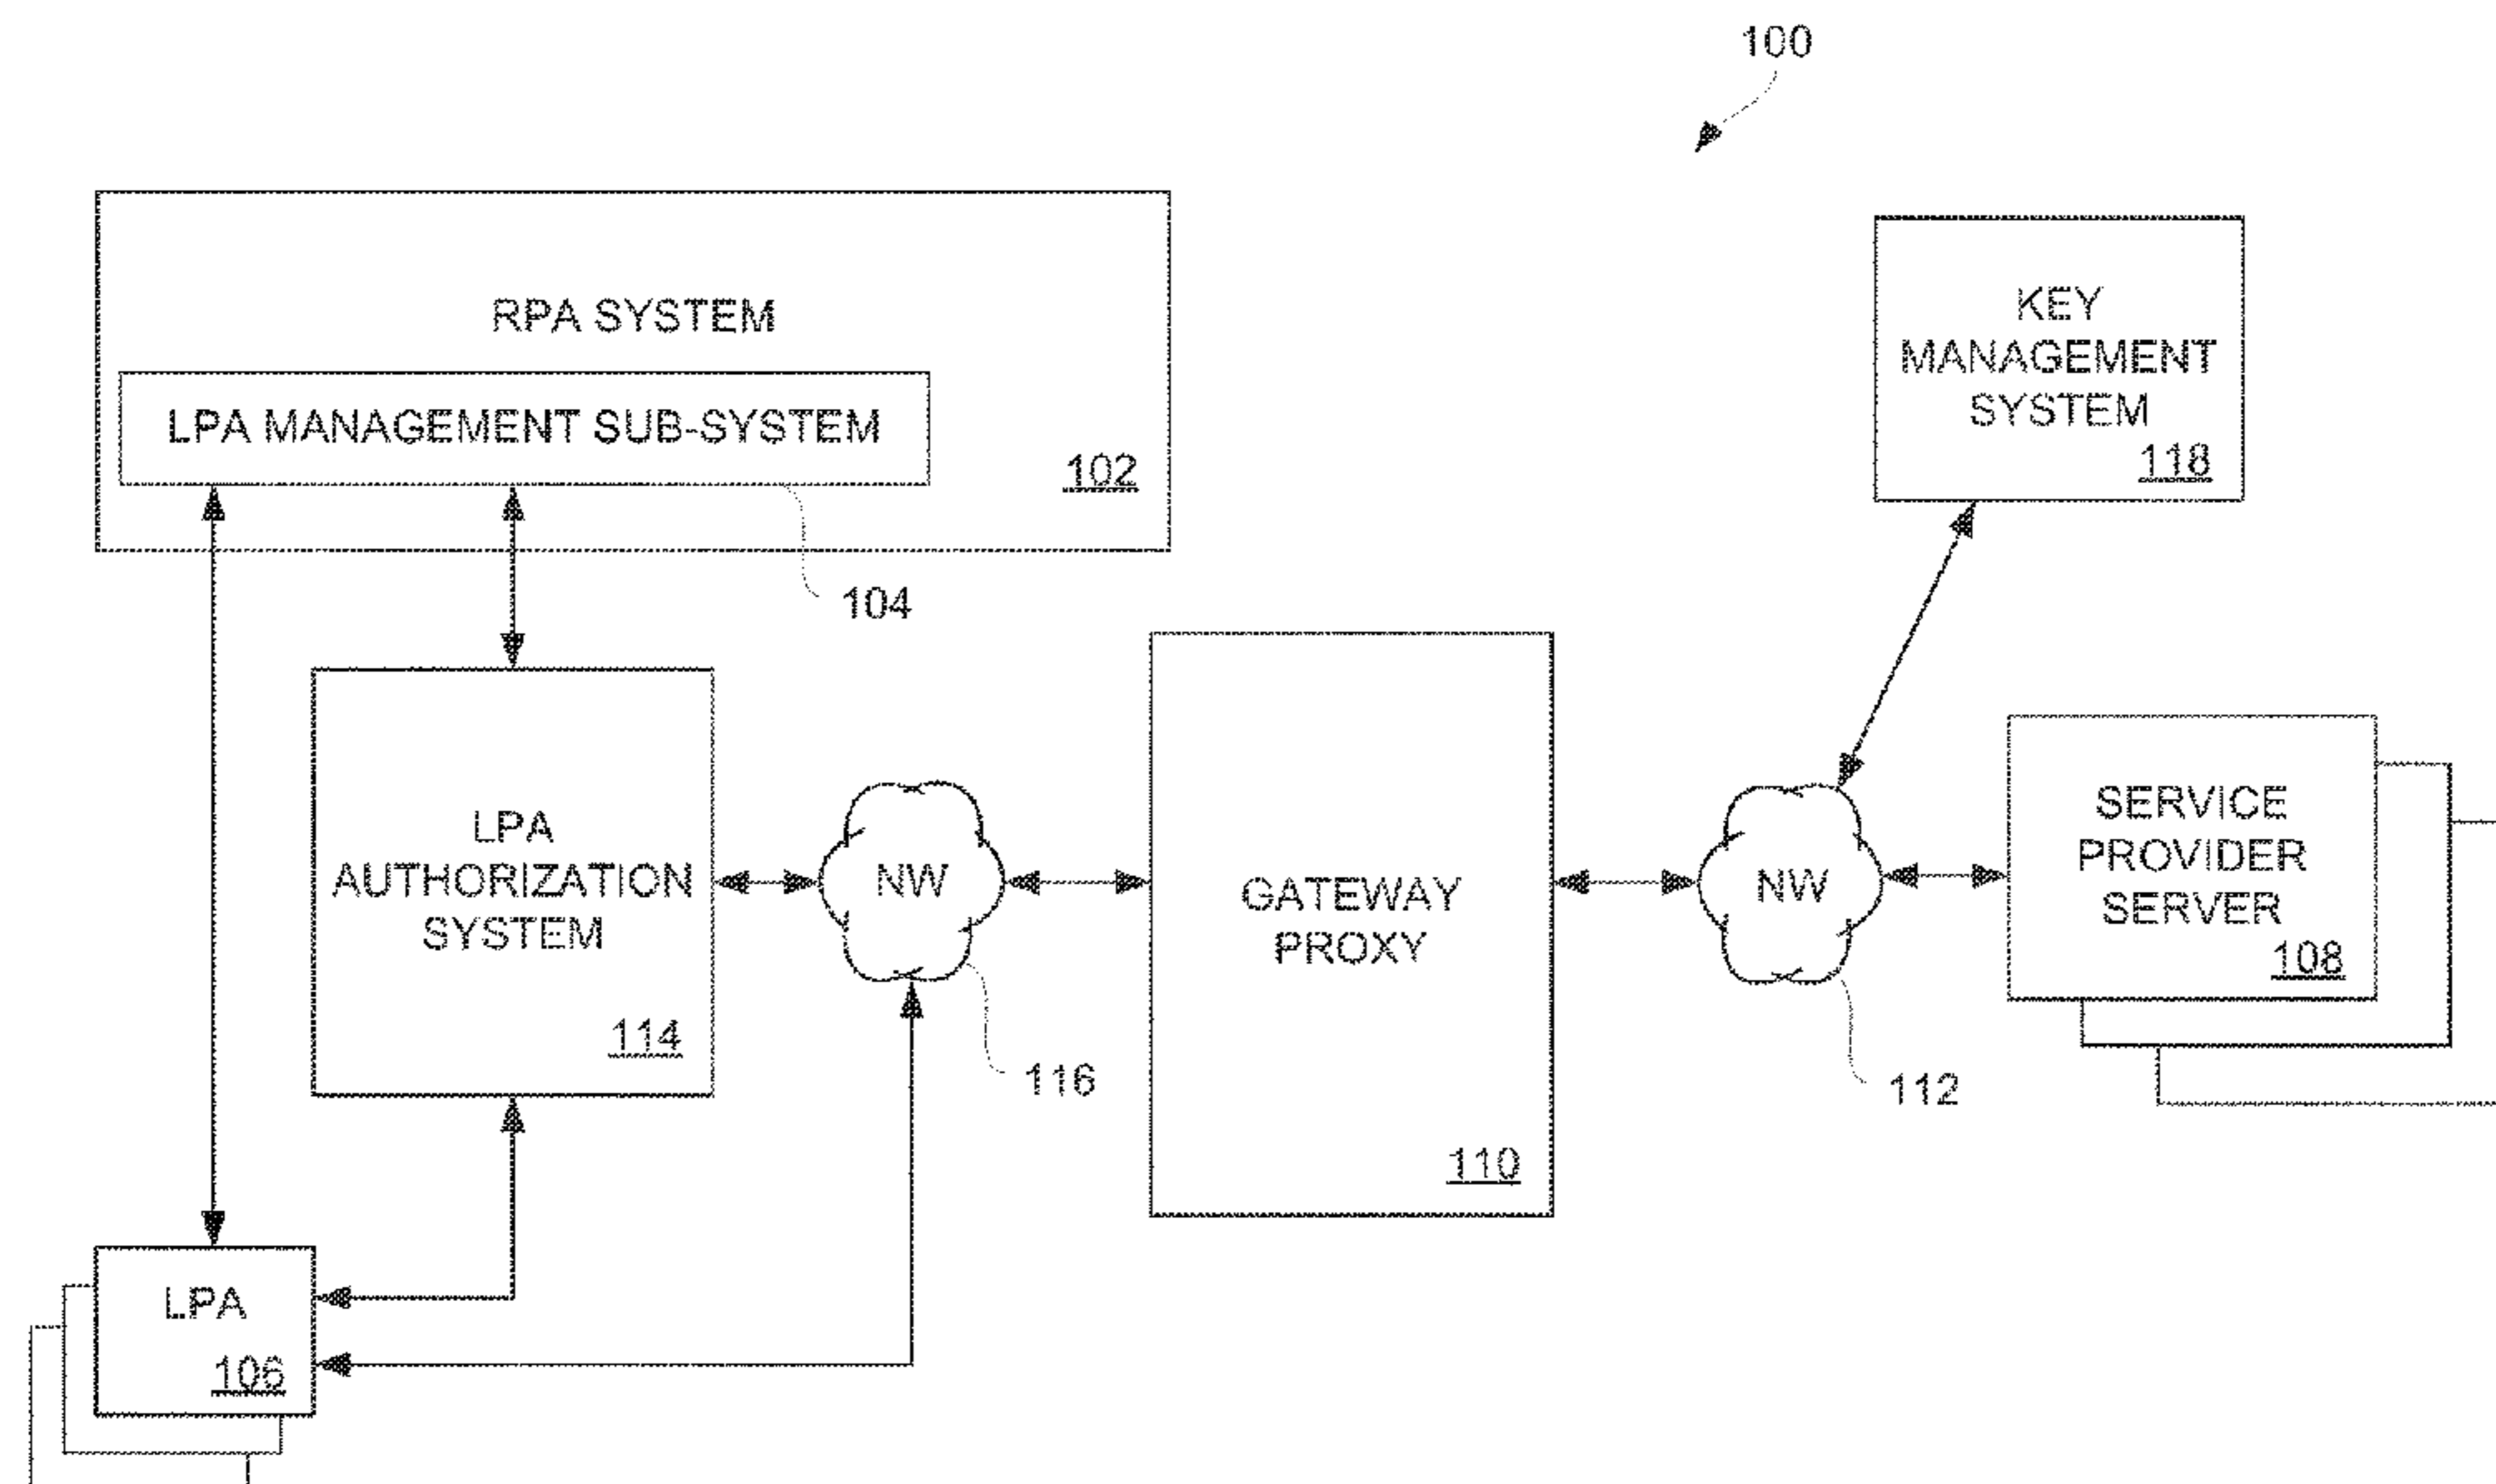 100
RPA SYSTEM
LPA MANAGEMENT SUB-SYSTEM
102
104
KEY
MANAGEMENT
SYSTEM
118
LPA
AUTHORIZATION
SYSTEM
114
NW
116
GATEWAY
PROXY
110
NW
112
SERVICE
PROVIDER
SERVER
108
LPA
106